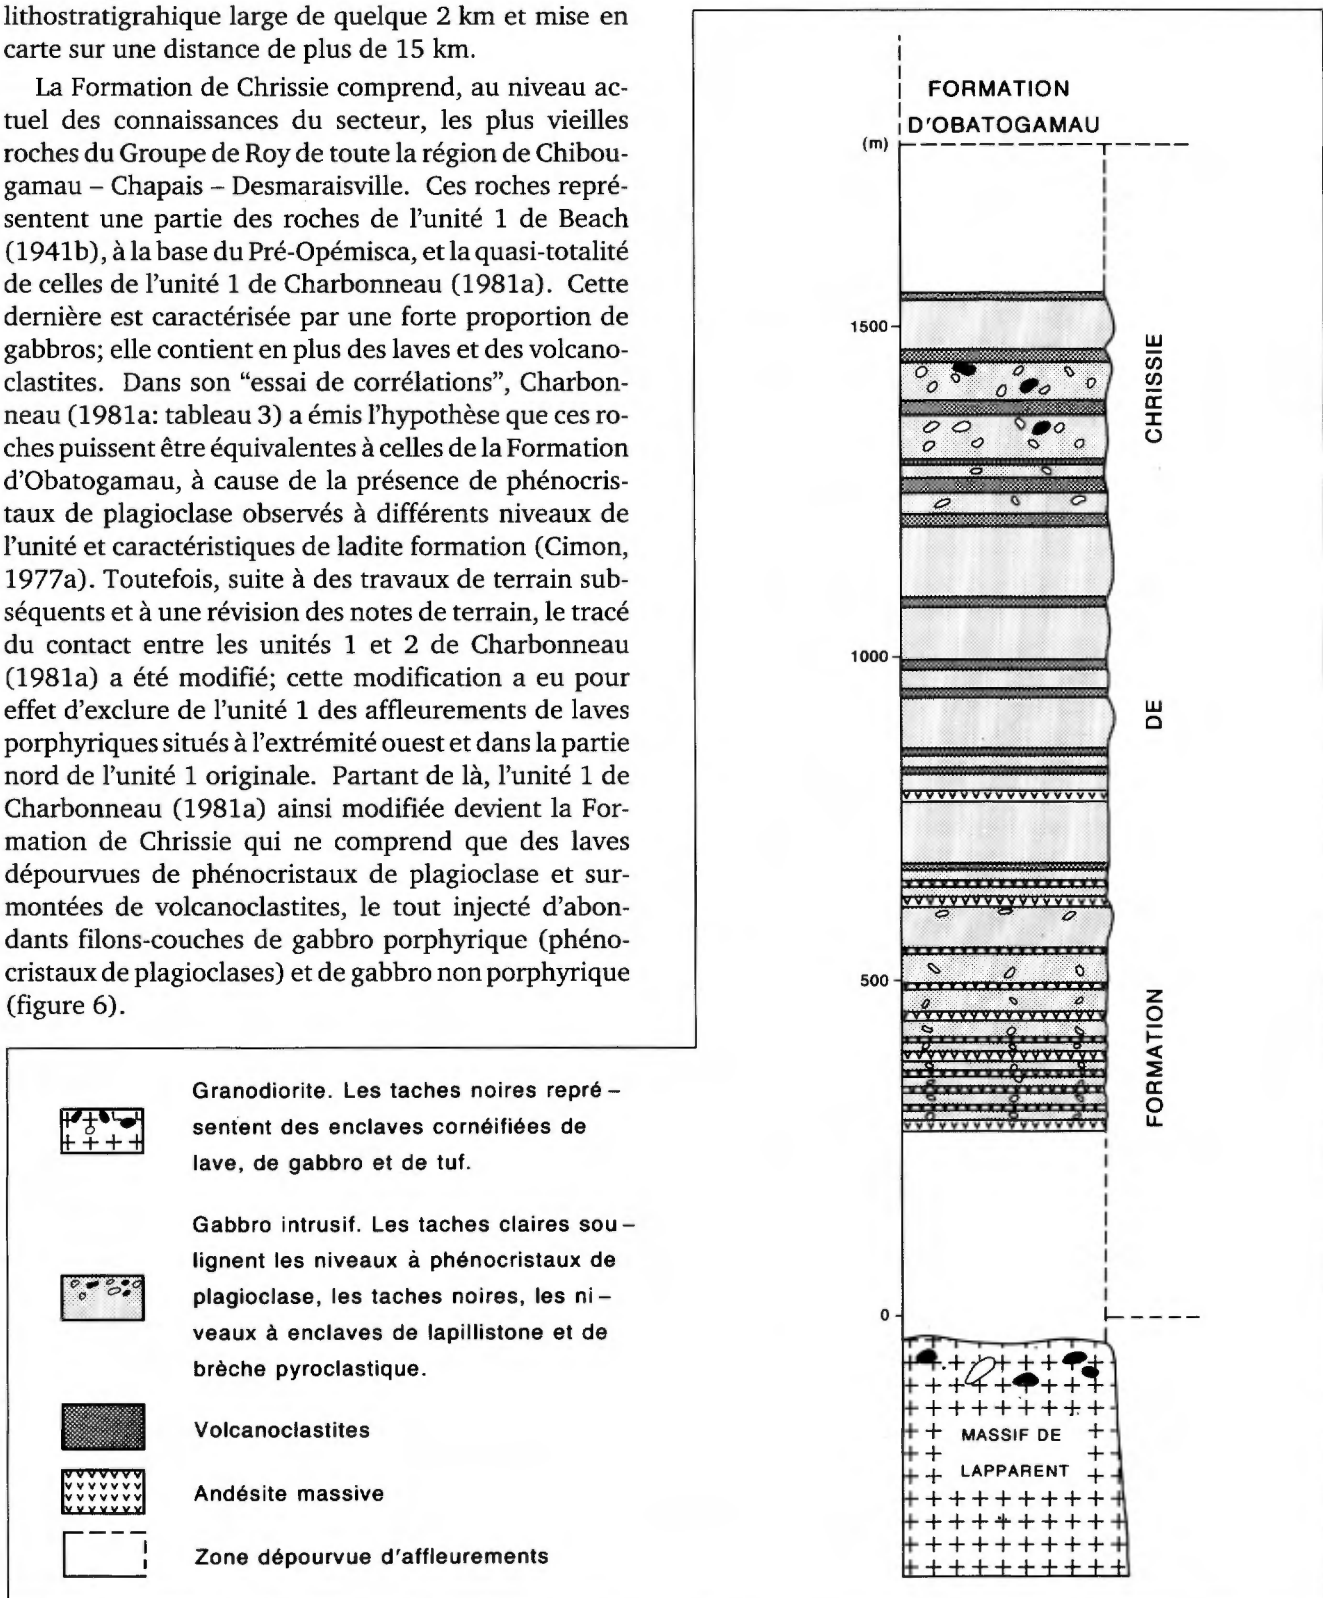 lithostratigrahique large de quelque 2 km et mise en
carte sur une distance de plus de 15 km.
La Formation de Chrissie comprend, au niveau ac-
tuel des connaissances du secteur, les plus vieilles
roches du Groupe de Roy de toute la région de Chibou-
gamau – Chapais – Desmaraisville. Ces roches repré-
sentent une partie des roches de l'unité 1 de Beach
(1941b), à la base du Pré-Opémisca, et la quasi-totalité
de celles de l'unité 1 de Charbonneau (1981a). Cette
dernière est caractérisée par une forte proportion de
gabbros; elle contient en plus des laves et des volcano-
clastites. Dans son “essai de corrélations”, Charbon-
neau (1981a: tableau 3) a émis l'hypothèse que ces ro-
ches puissent être équivalentes à celles de la Formation
d'Obatogamau, à cause de la présence de phénocris-
taux de plagioclase observés à différents niveaux de
l'unité et caractéristiques de ladite formation (Cimon,
1977a). Toutefois, suite à des travaux de terrain sub-
séquents et à une révision des notes de terrain, le tracé
du contact entre les unités 1 et 2 de Charbonneau
(1981a) a été modifié; cette modification a eu pour
effet d'exclure de l'unité 1 des affleurements de laves
porphyriques situés à l'extrémité ouest et dans la partie
nord de l'unité 1 originale. Partant de là, l'unité 1 de
Charbonneau (1981a) ainsi modifiée devient la For-
mation de Chrissie qui ne comprend que des laves
dépourvues de phénocristaux de plagioclase et sur-
montées de volcanoclastites, le tout injecté d'abon-
dants filons-couches de gabbro porphyrique (phéno-
cristaux de plagioclases) et de gabbro non porphyrique
(figure 6).
Granodiorite. Les taches noires repré–
sentent des enclaves cornéifiées de
lave, de gabbro et de tuf.
Gabbro intrusif. Les taches claires sou–
lignent les niveaux à phénocristaux de
plagioclase, les taches noires, les ni–
veaux à enclaves de lapillistone et de
brèche pyroclastique.
Volcanoclastites
Andésite massive
Zone dépourvue d'affleurements
FORMATION
D'OBATOGAMAU
(m)
1500
1000
500
0
FORMATION DE CHRISSIE
MASSIF DE
LAPPARENT